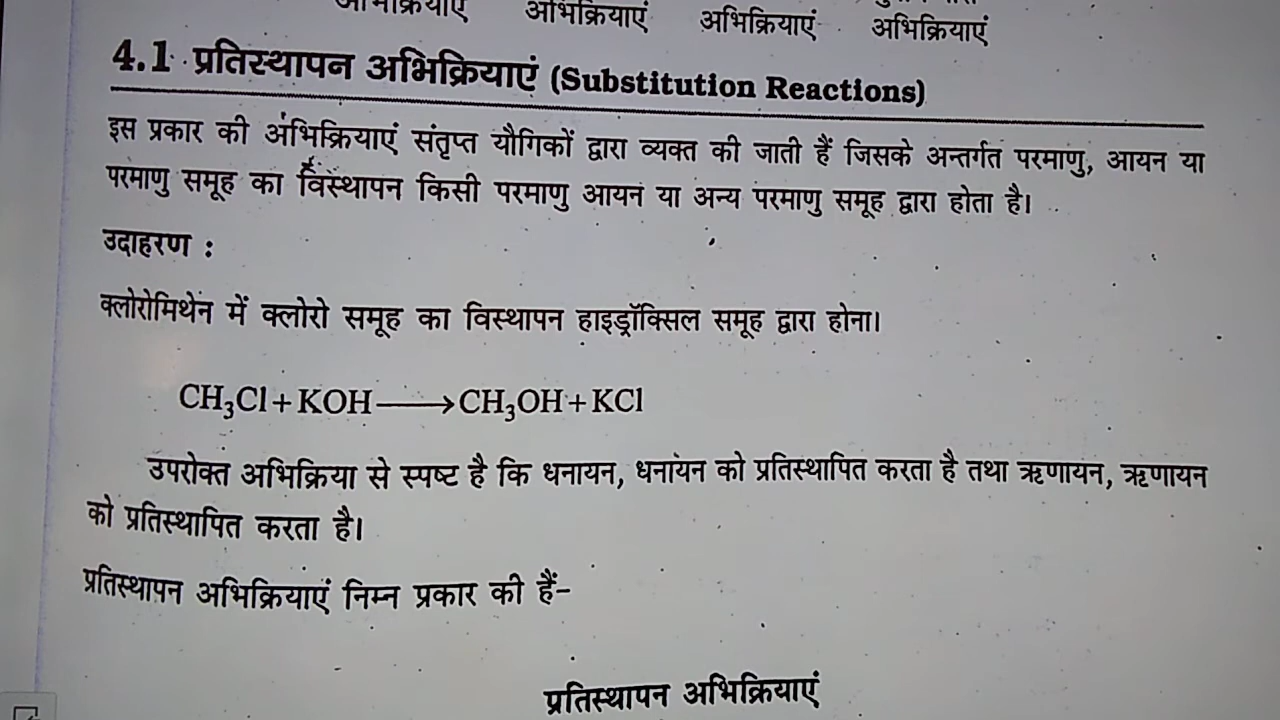 अभिक्रियाएं अभिक्रियाएं अभिक्रियाएं अभिक्रियाएं
4.1 प्रतिस्थापन अभिक्रियाएं (Substitution Reactions)
इस प्रकार की अभिक्रियाएं संतृप्त यौगिकों द्वारा व्यक्त की जाती हैं जिसके अन्तर्गत परमाणु, आयन या
परमाणु समूह का विस्थापन किसी परमाणु आयन या अन्य परमाणु समूह द्वारा होता है।
उदाहरण :
क्लोरोमिथेन में क्लोरो समूह का विस्थापन हाइड्रॉक्सिल समूह द्वारा होना।
CH₃Cl + KOH ⟶ CH₃OH + KCl
उपरोक्त अभिक्रिया से स्पष्ट है कि धनायन, धनायन को प्रतिस्थापित करता है तथा ऋणायन, ऋणायन
को प्रतिस्थापित करता है।
प्रतिस्थापन अभिक्रियाएं निम्न प्रकार की हैं-
प्रतिस्थापन अभिक्रियाएं